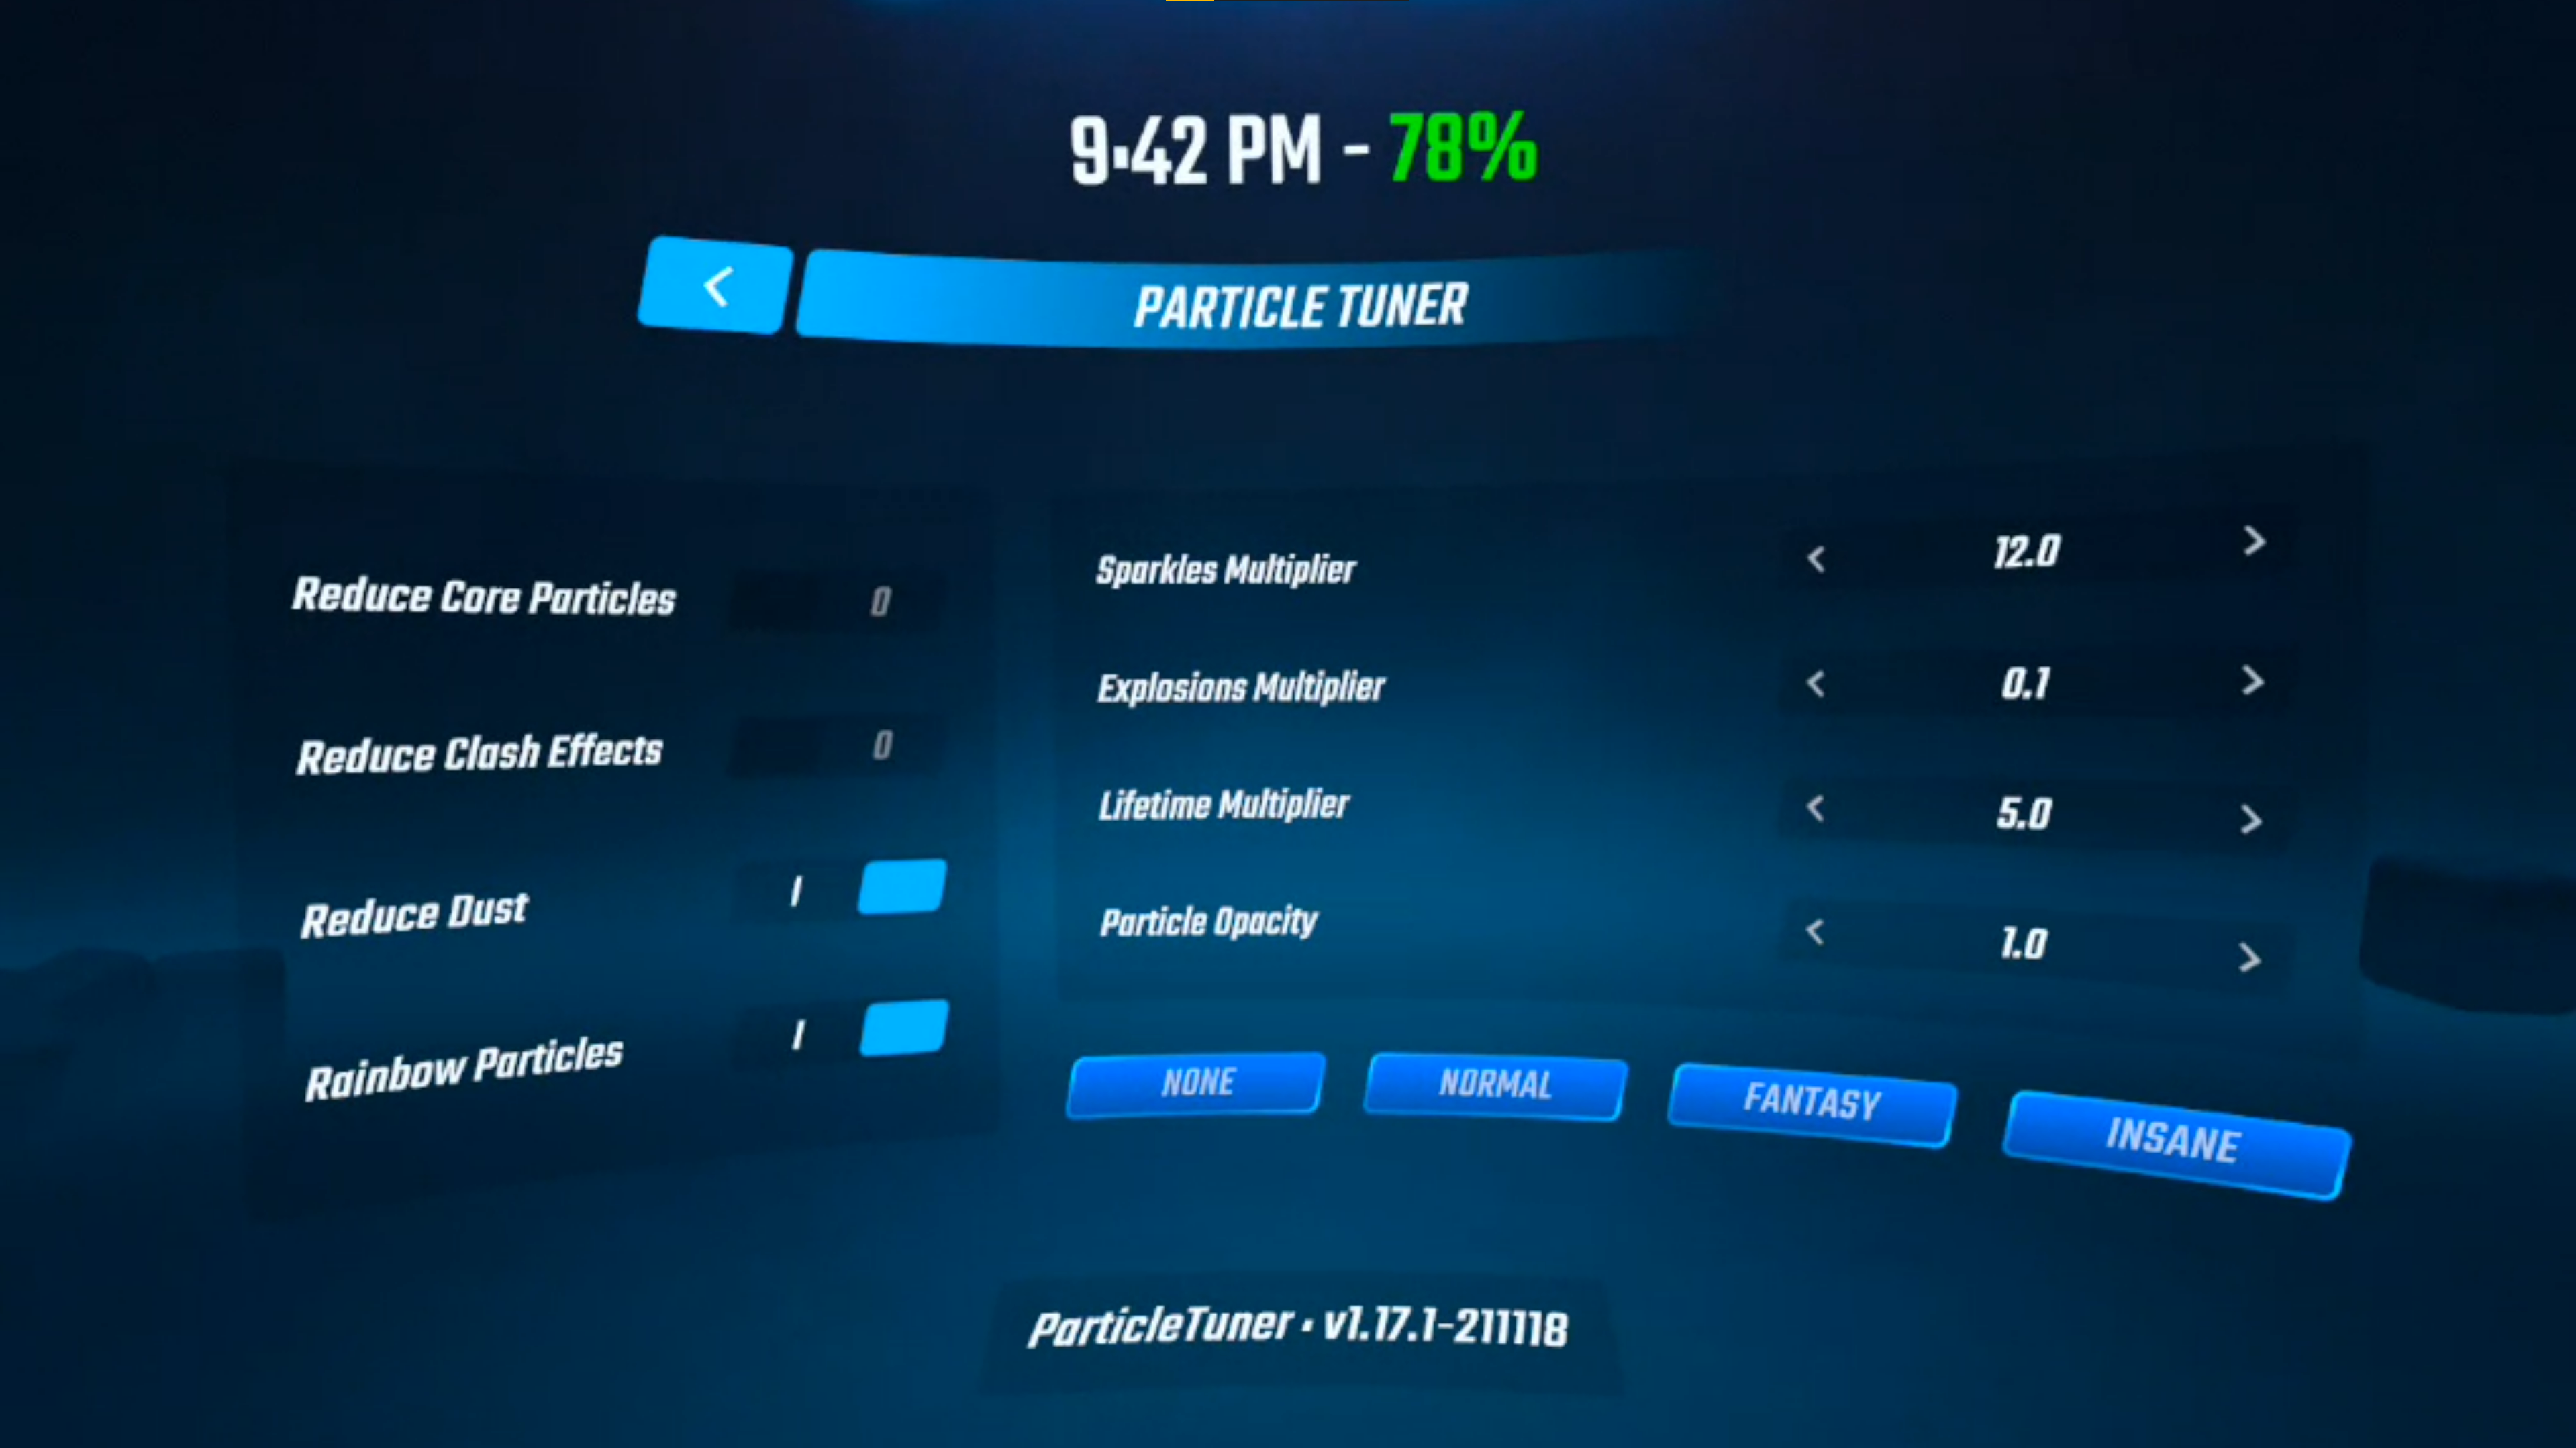 9:42 PM - 78%
PARTICLE TUNER
Reduce Core Particles 0
Reduce Clash Effects 0
Reduce Dust I
Rainbow Particles I
Sparkles Multiplier < 12.0 >
Explosions Multiplier < 0.1 >
Lifetime Multiplier < 5.0 >
Particle Opacity < 1.0 >
NONE NORMAL FANTASY INSANE
ParticleTuner · v1.17.1-211118